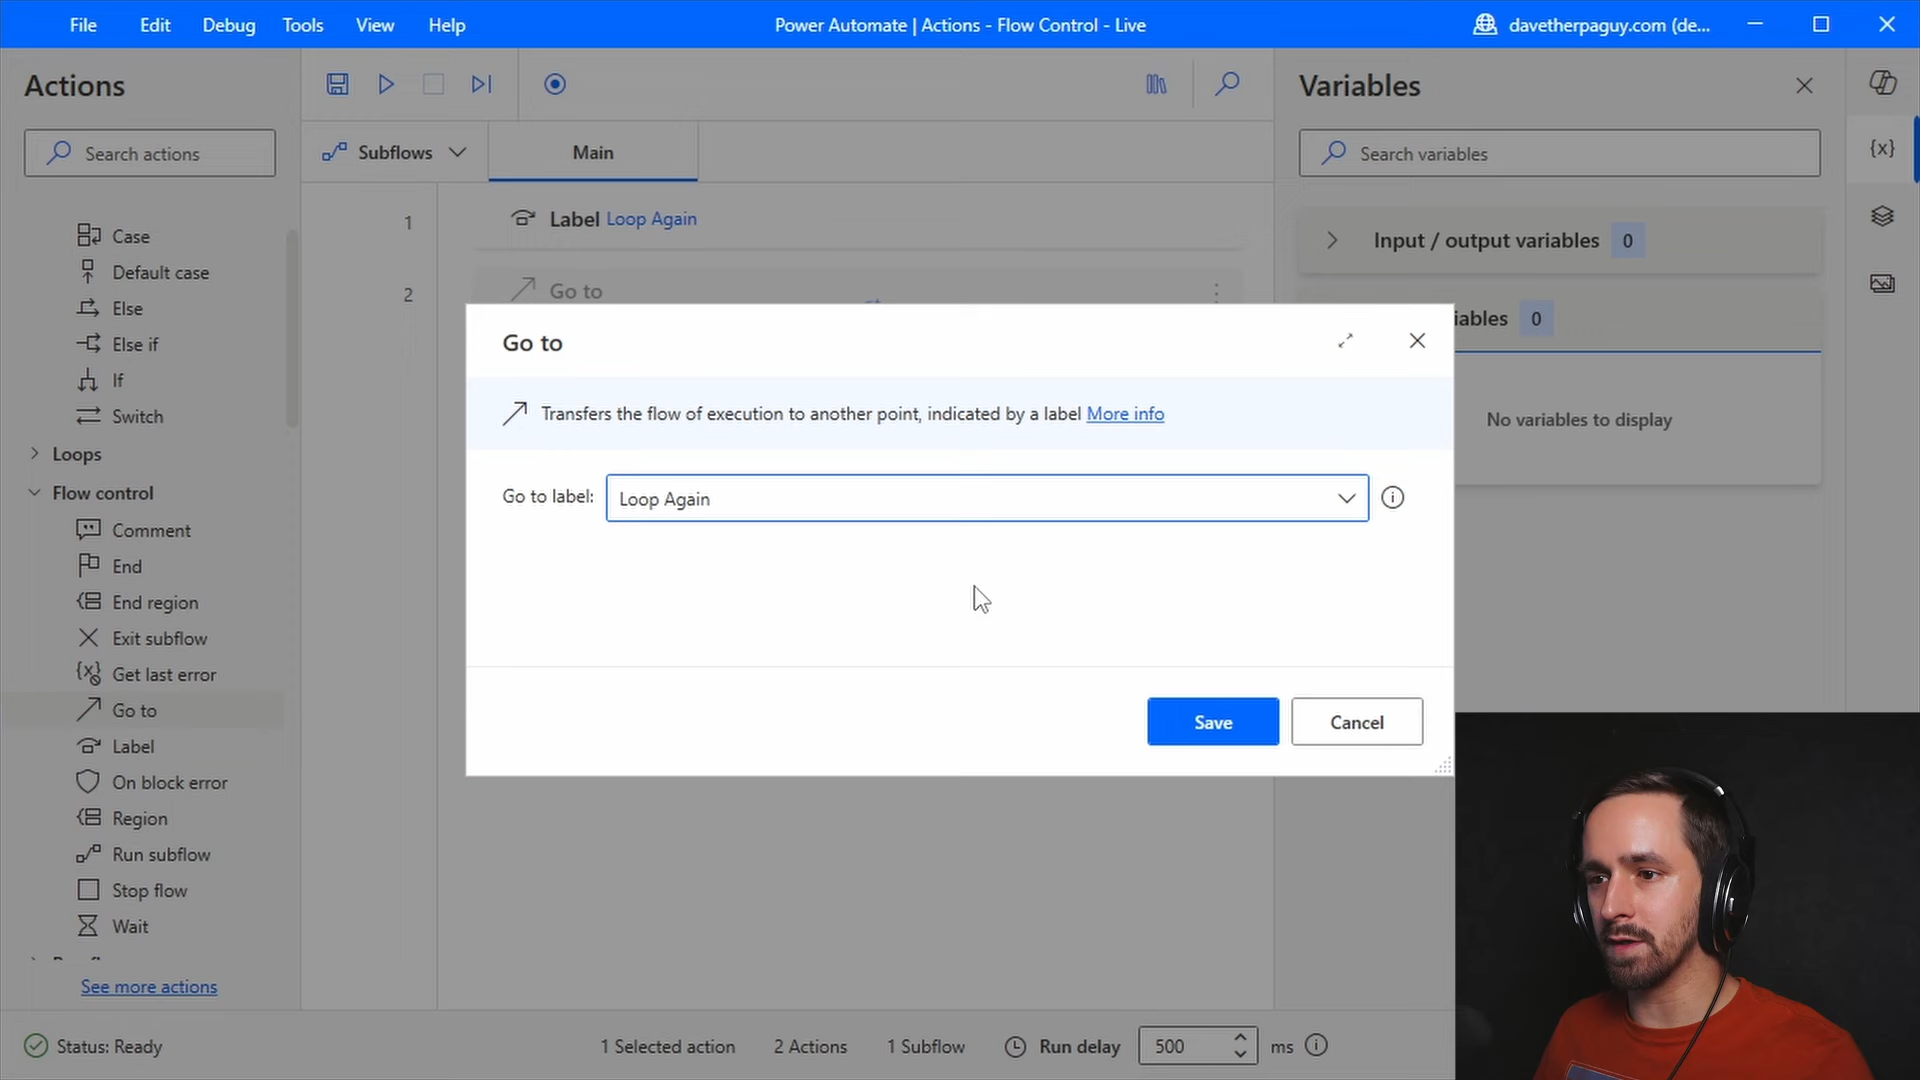 File Edit Debug Tools View Help
Power Automate | Actions - Flow Control - Live
davetherpaguy.com (de...
Actions
Search actions
Case
Default case
Else
Else if
If
Switch
Loops
Flow control
Comment
End
End region
Exit subflow
Get last error
Go to
Label
On block error
Region
Run subflow
Stop flow
Wait
See more actions
Subflows
Main
1 Label Loop Again
2 Go to
Go to
Transfers the flow of execution to another point, indicated by a label More info
Go to label: Loop Again
Save Cancel
Variables
Search variables
{x}
Input / output variables 0
iables 0
No variables to display
Status: Ready
1 Selected action
2 Actions
1 Subflow
Run delay 500 ms